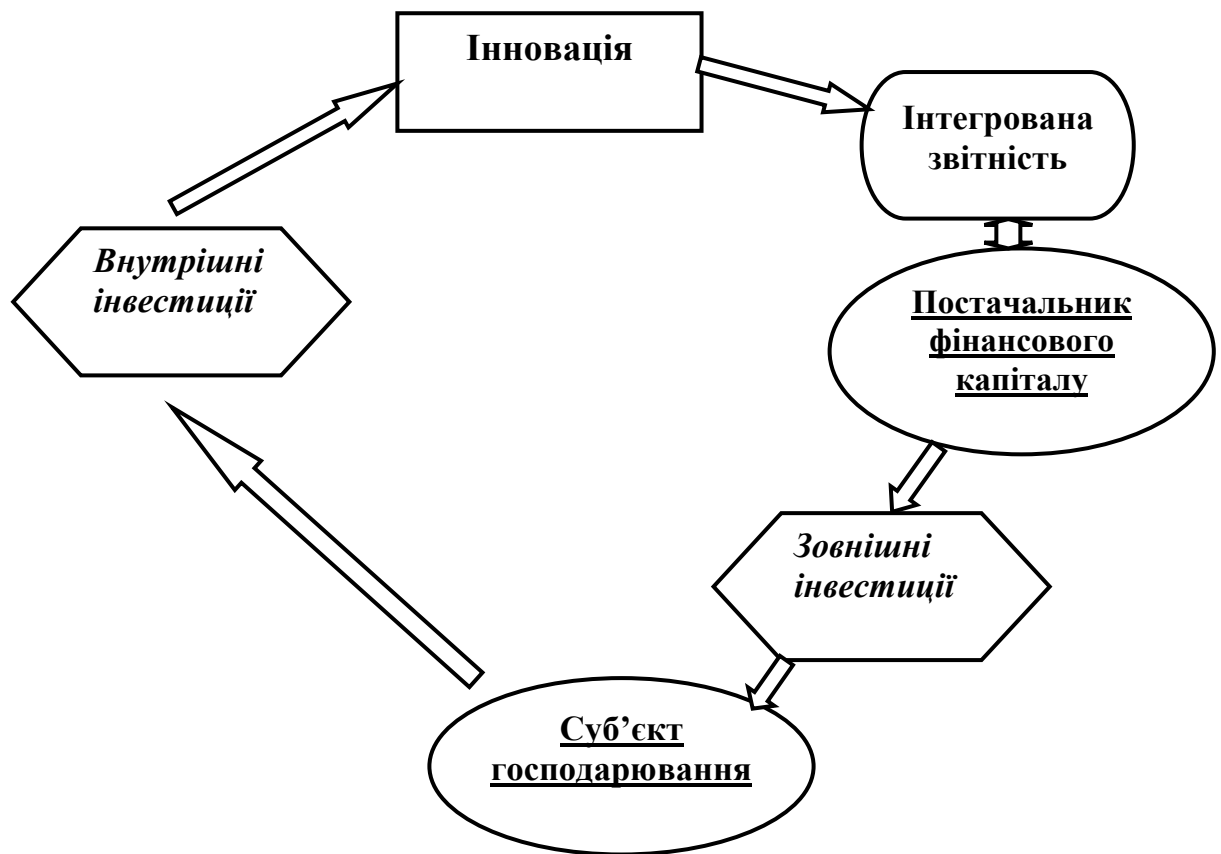 Інновація
Інтегрована
звітність
Внутрішні
інвестиції
Постачальник
фінансового
капіталу
Зовнішні
інвестиції
Суб’єкт
господарювання